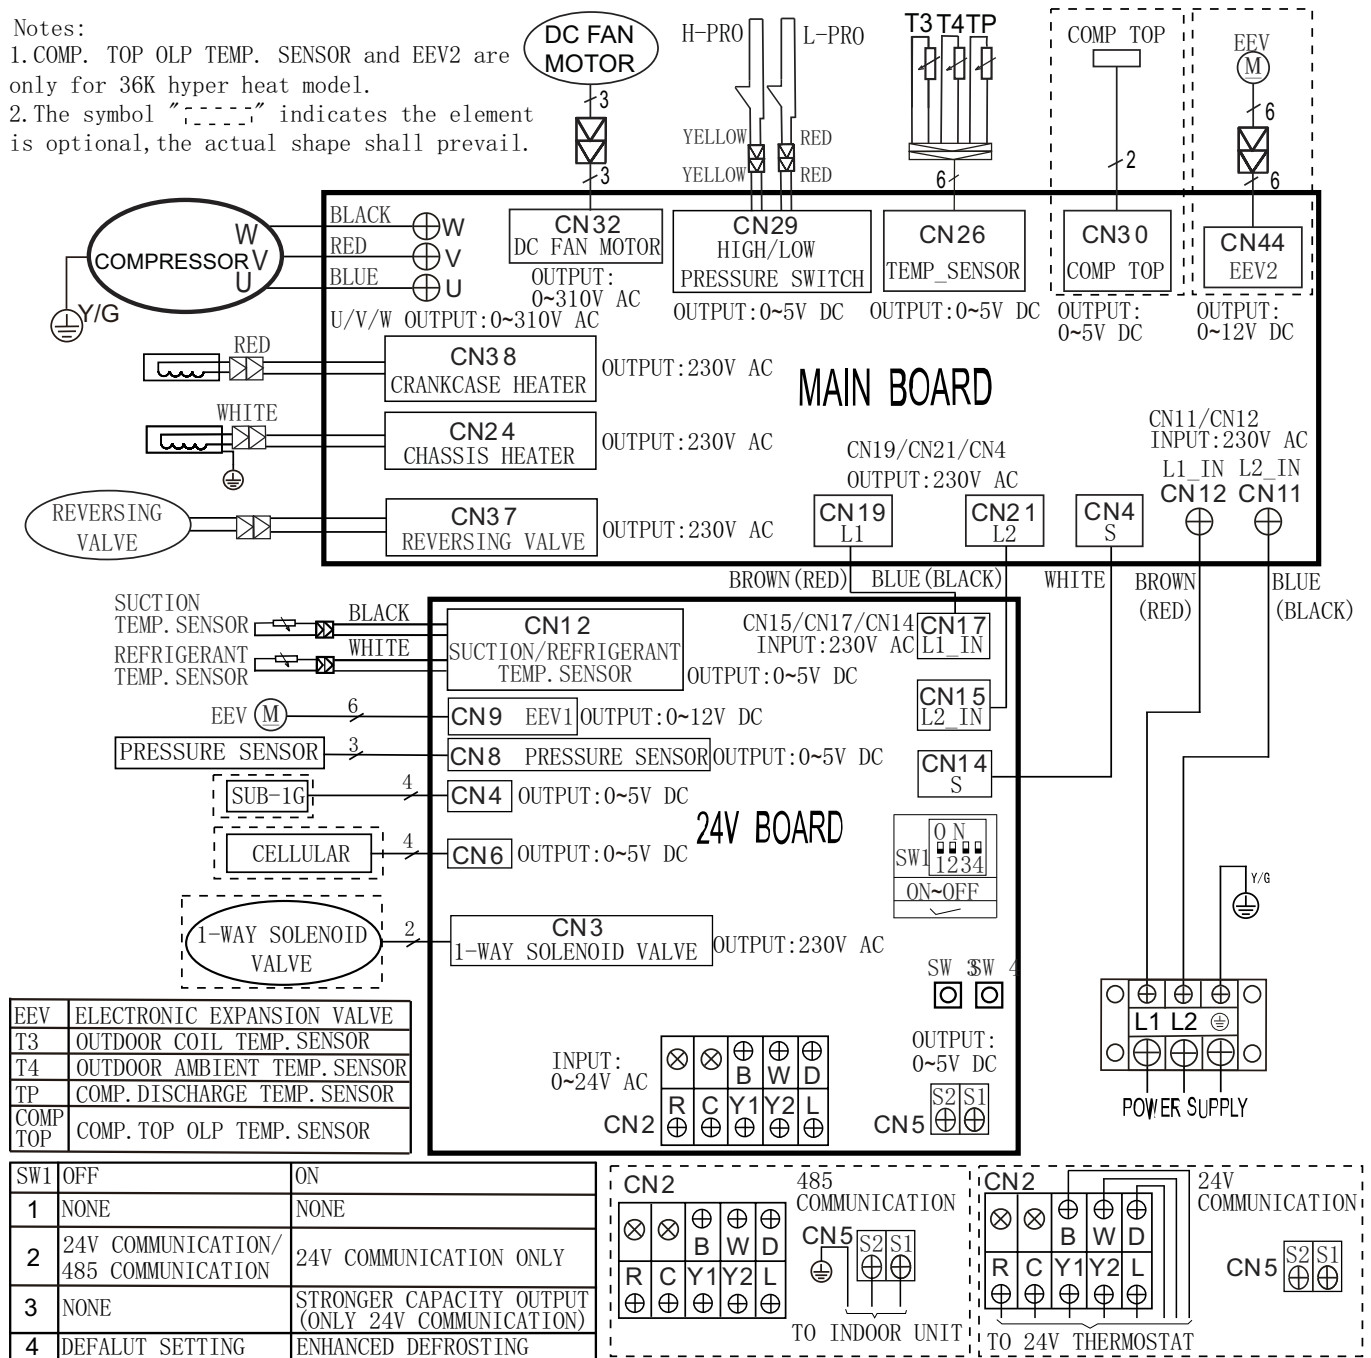 Notes:
1.COMP. TOP OLP TEMP. SENSOR and EEV2 are
only for 36K hyper heat model.
2.The symbol " " indicates the element
is optional,the actual shape shall prevail.
DC FAN
MOTOR
3
3
H-PRO
L-PRO
YELLOW
RED
YELLOW
RED
T3 T4 TP
6
COMP TOP
2
EEV
M
6
6
COMPRESSOR
W
V
U
Y/G
BLACK
RED
BLUE
W
V
U
U/V/W OUTPUT:0~310V AC
CN32
DC FAN MOTOR
OUTPUT:
0~310V AC
CN29
HIGH/LOW
PRESSURE SWITCH
OUTPUT:0~5V DC
CN26
TEMP_SENSOR
OUTPUT:0~5V DC
CN30
COMP TOP
OUTPUT:
0~5V DC
CN44
EEV2
OUTPUT:
0~12V DC
RED
CN38
CRANKCASE HEATER
OUTPUT:230V AC
WHITE
CN24
CHASSIS HEATER
OUTPUT:230V AC
REVERSING
VALVE
CN37
REVERSING VALVE
OUTPUT:230V AC
MAIN BOARD
CN19/CN21/CN4
OUTPUT:230V AC
CN19
L1
CN21
L2
CN4
S
CN11/CN12
INPUT:230V AC
L1_IN L2_IN
CN12 CN11
BROWN(RED)
BLUE(BLACK)
WHITE
BROWN
(RED)
BLUE
(BLACK)
SUCTION
TEMP.SENSOR
BLACK
REFRIGERANT
TEMP.SENSOR
WHITE
CN12
SUCTION/REFRIGERANT
TEMP.SENSOR
OUTPUT:0~5V DC
CN15/CN17/CN14
INPUT:230V AC
CN17
L1_IN
CN15
L2_IN
CN14
S
EEV M
6
CN9 EEV1 OUTPUT:0~12V DC
PRESSURE SENSOR
3
CN8 PRESSURE SENSOR OUTPUT:0~5V DC
SUB-1G
4
CN4 OUTPUT:0~5V DC
CELLULAR
4
CN6 OUTPUT:0~5V DC
24V BOARD
SW1
ON
1234
ON~OFF
1-WAY SOLENOID
VALVE
2
CN3
1-WAY SOLENOID VALVE
OUTPUT:230V AC
SW 3 SW 4
OUTPUT:
0~5V DC
INPUT:
0~24V AC
CN2
B W D
R C Y1 Y2 L
CN5
S2 S1
Y/G
L1 L2
POWER SUPPLY
EEV ELECTRONIC EXPANSION VALVE
T3 OUTDOOR COIL TEMP.SENSOR
T4 OUTDOOR AMBIENT TEMP.SENSOR
TP COMP.DISCHARGE TEMP.SENSOR
COMP
TOP COMP.TOP OLP TEMP.SENSOR
SW1 OFF ON
1 NONE NONE
2 24V COMMUNICATION/
485 COMMUNICATION 24V COMMUNICATION ONLY
3 NONE STRONGER CAPACITY OUTPUT
(ONLY 24V COMMUNICATION)
4 DEFALUT SETTING ENHANCED DEFROSTING
CN2
B W D
R C Y1 Y2 L
485
COMMUNICATION
CN5
S2 S1
TO INDOOR UNIT
CN2
B W D
R C Y1 Y2 L
TO 24V THERMOSTAT
24V
COMMUNICATION
CN5
S2 S1